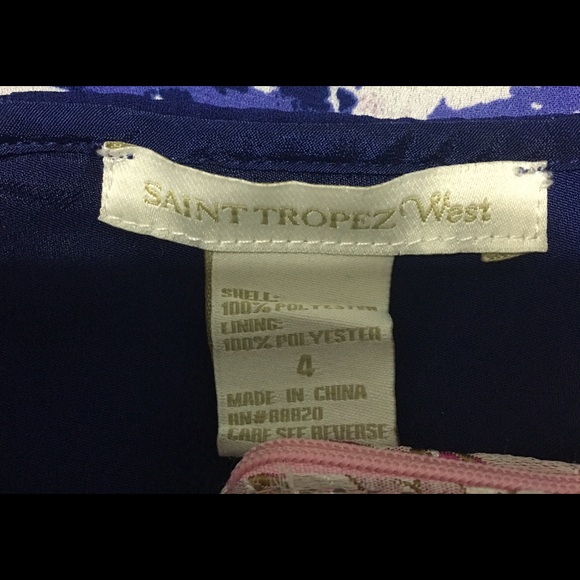 SAINT TROPEZ West
SHELL:
100% POLYESTER
LINING:
100% POLYESTER
4
MADE IN CHINA
RN#88820
CARE SEE REVERSE